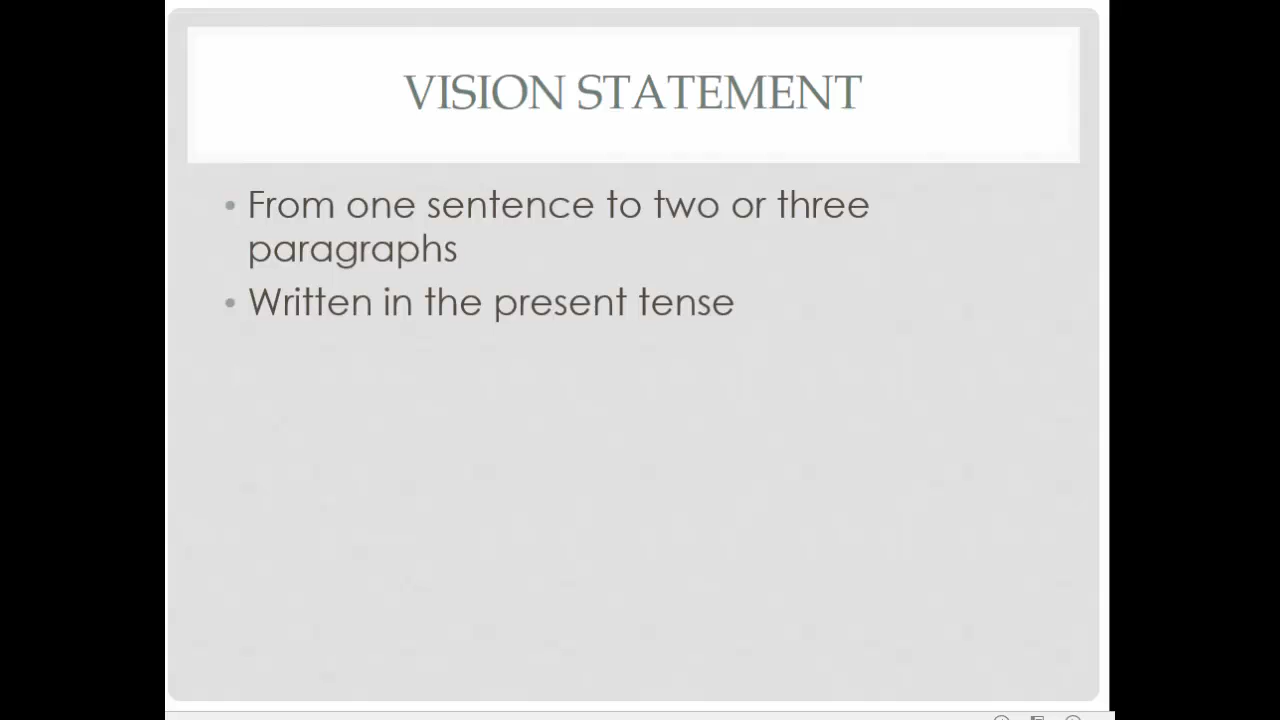 VISION STATEMENT
• From one sentence to two or three
paragraphs
• Written in the present tense